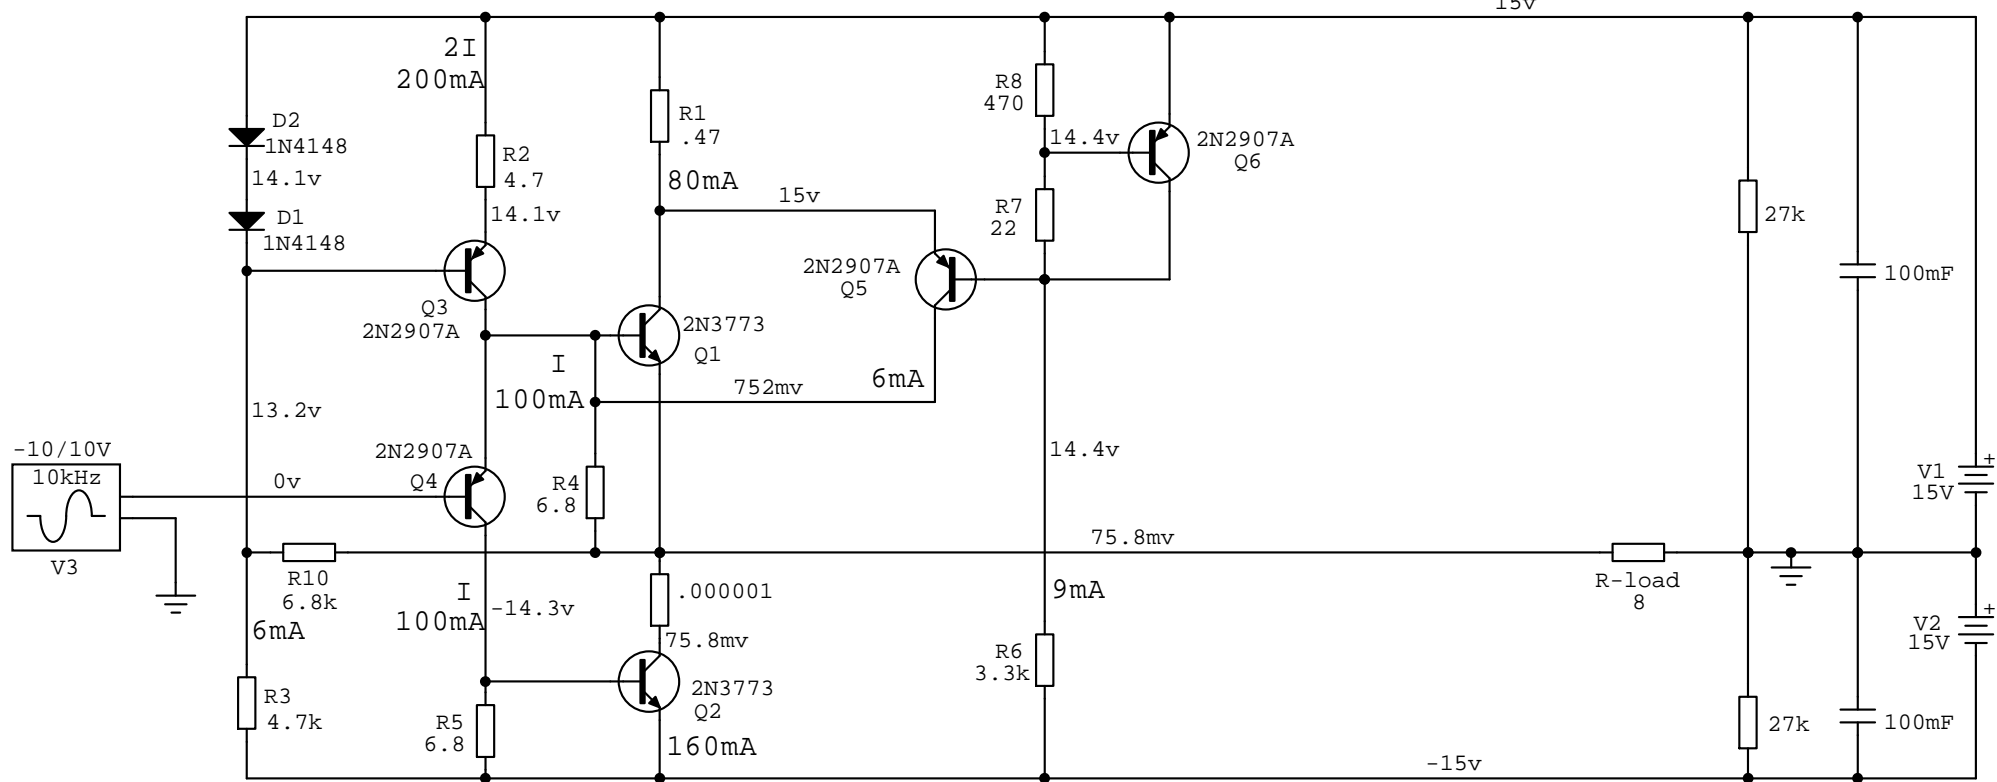 15v
2I
200mA
D2
1N4148
14.1v
D1
1N4148
R2
4.7
14.1v
R1
.47
80mA
15v
R8
470
14.4v
2N2907A
Q6
R7
22
2N2907A
Q5
27k
100mF
Q3
2N2907A
2N3773
Q1
I
100mA
752mv
6mA
13.2v
14.4v
-10/10V
10kHz
V3
0v
2N2907A
Q4
R4
6.8
75.8mv
+
V1
15V
R10
6.8k
6mA
I
100mA
-14.3v
.000001
75.8mv
9mA
R-load
8
+
V2
15V
R3
4.7k
R5
6.8
2N3773
Q2
160mA
R6
3.3k
27k
100mF
-15v